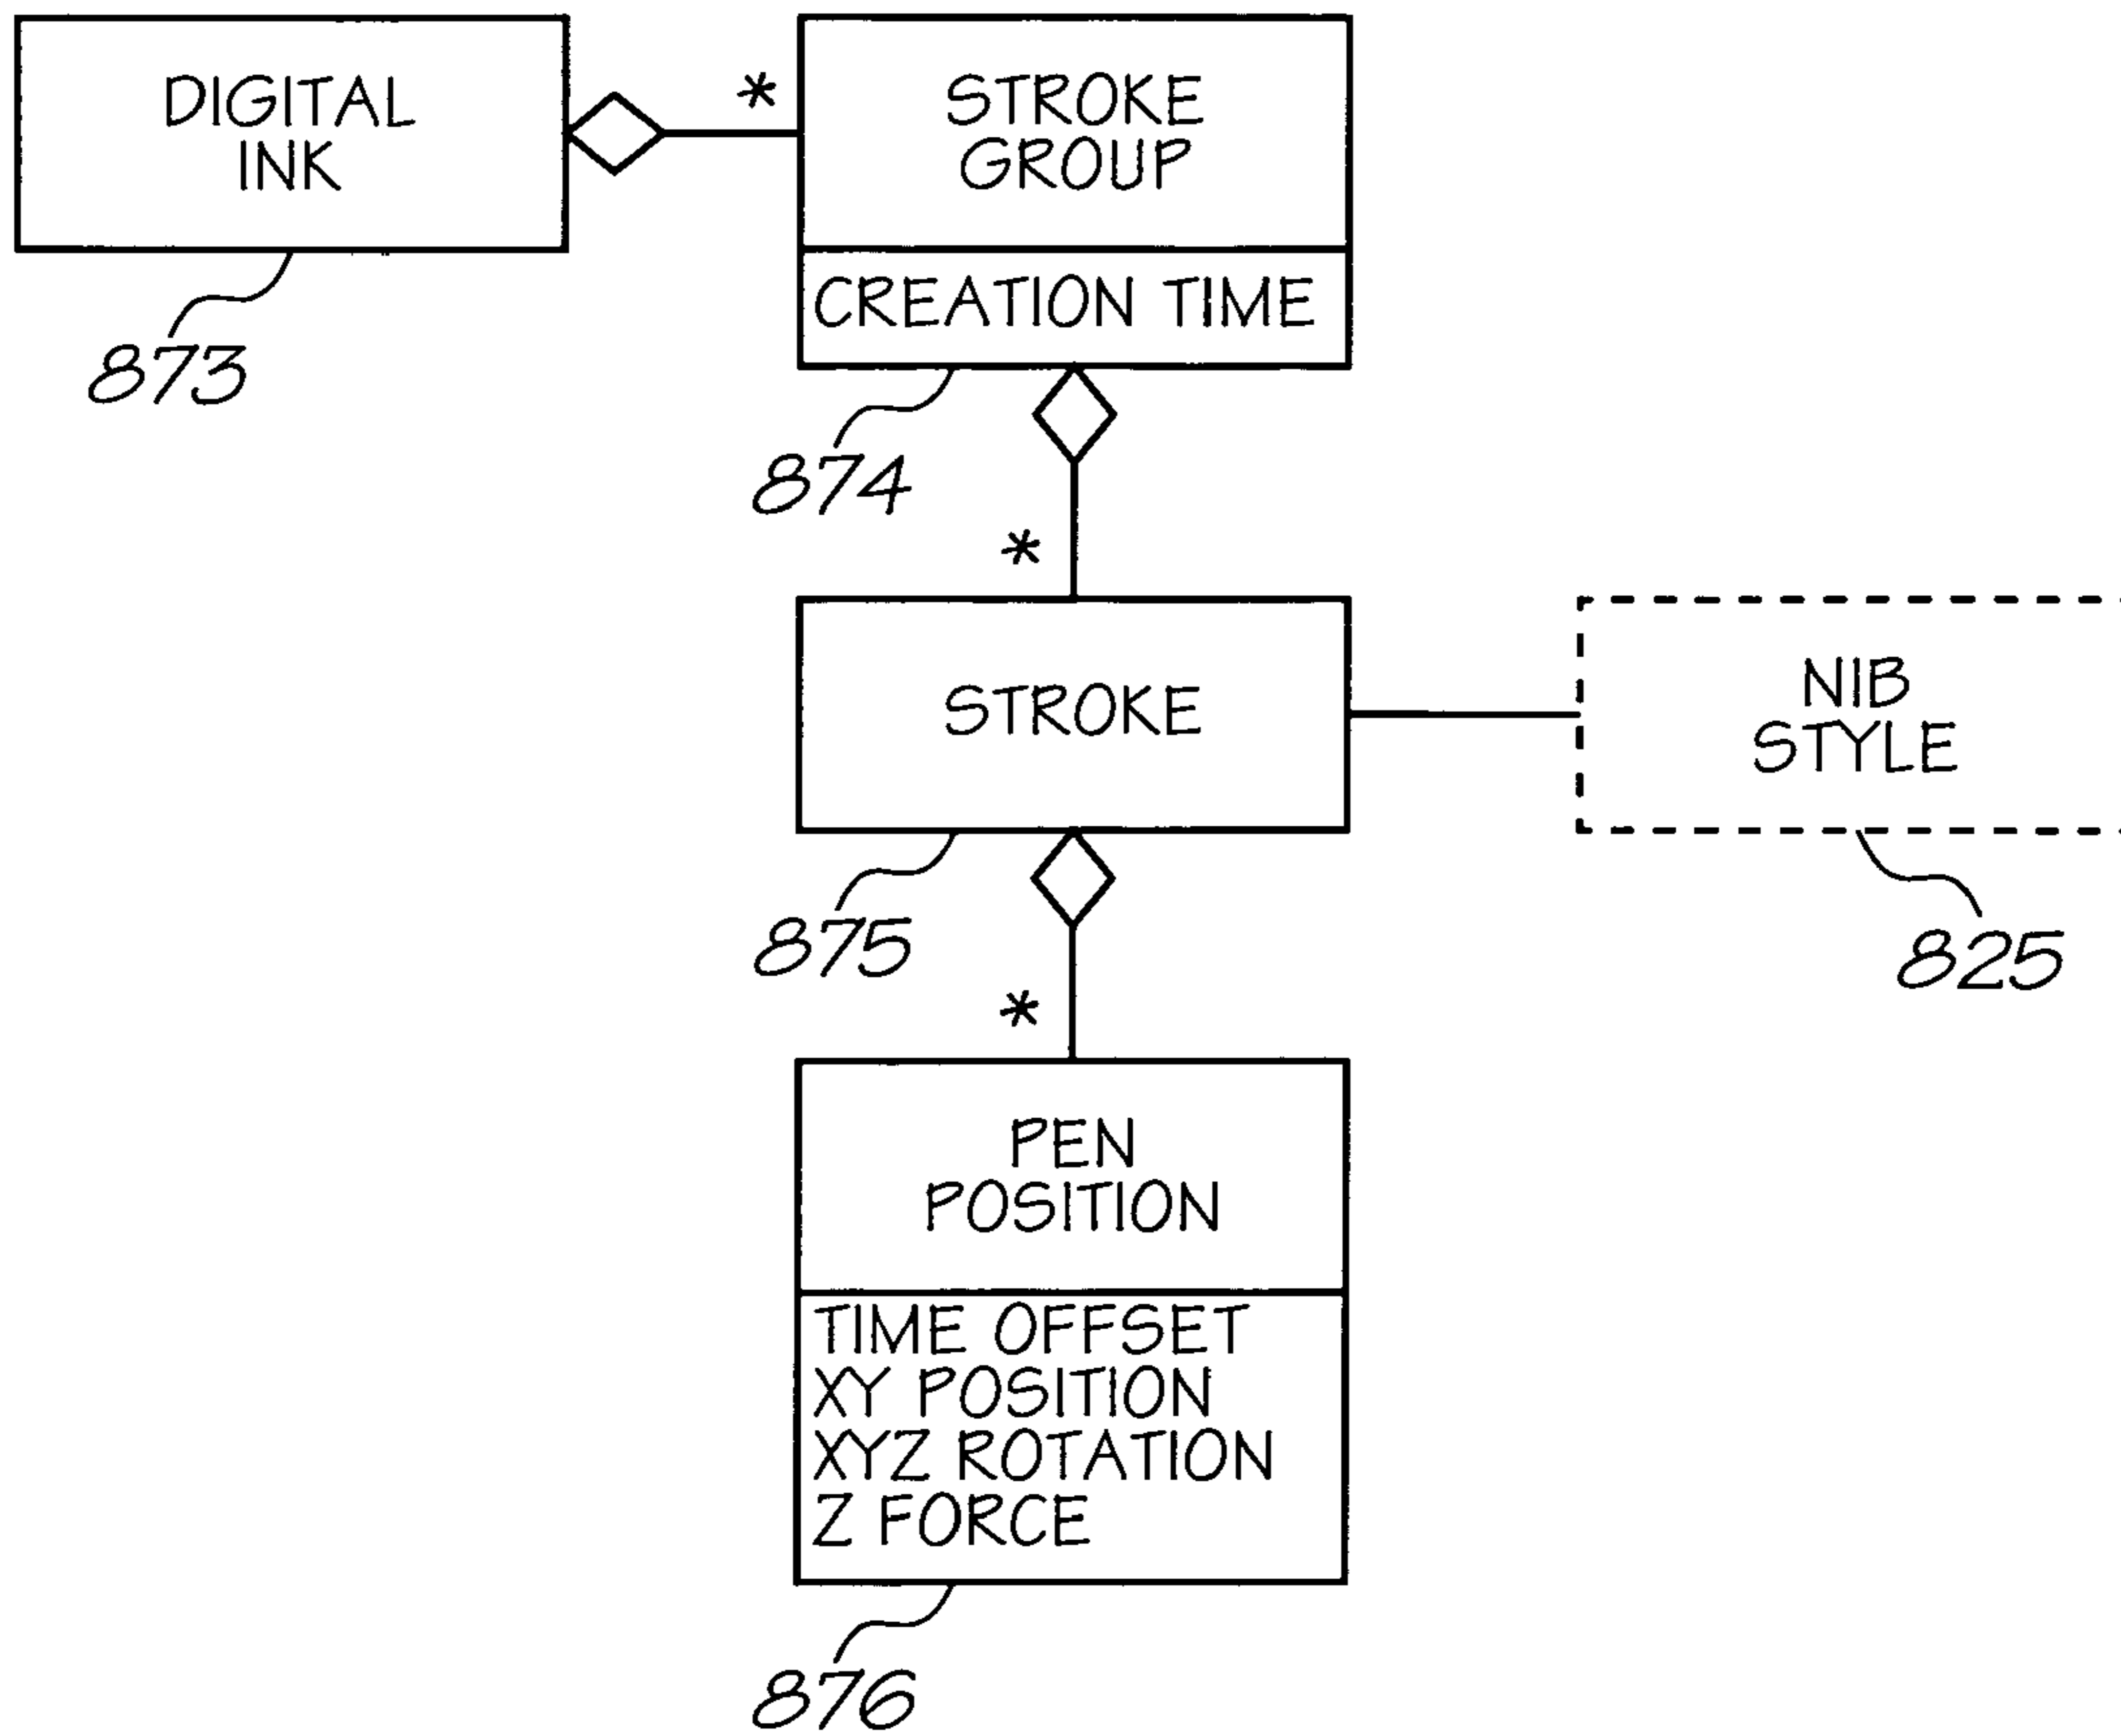 DIGITAL
INK
873
*
STROKE
GROUP
CREATION TIME
874
*
STROKE
875
NIB
STYLE
825
*
PEN
POSITION
TIME OFFSET
XY POSITION
XYZ ROTATION
Z FORCE
876